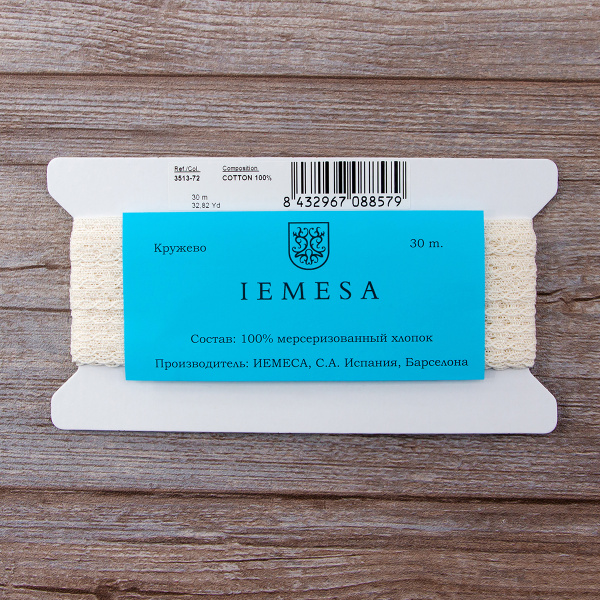 Ref./Col. Composition
3513-72 COTTON 100%
30 m
32.82 Yd
8 432967 088579
Кружево 30 m.
IEMESA
Состав: 100% мерсеризованный хлопок
Производитель: ИЕМЕСА, С.А. Испания, Барселона